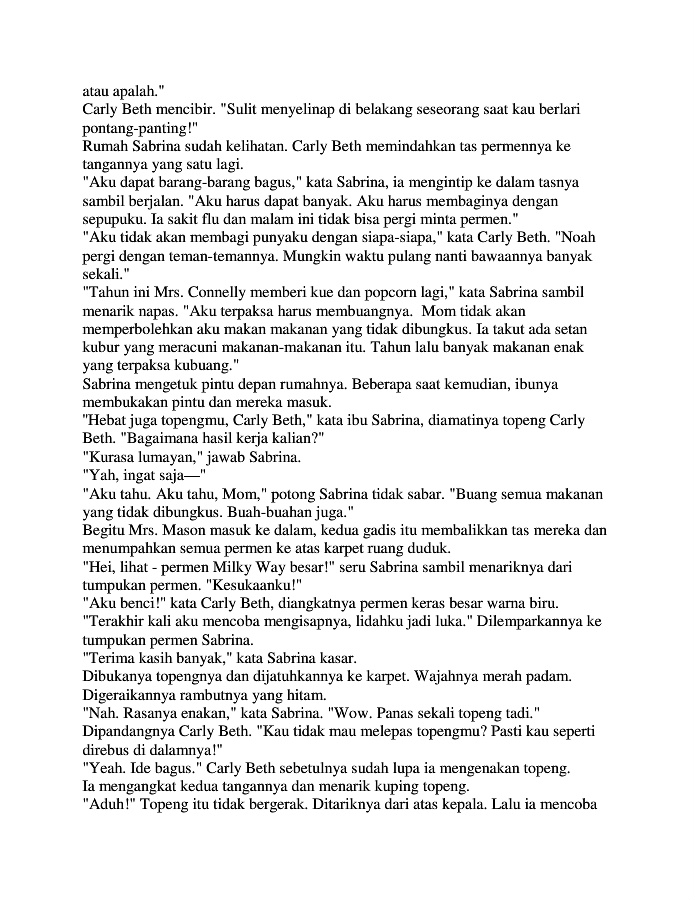 atau apalah."
Carly Beth mencibir. "Sulit menyelinap di belakang seseorang saat kau berlari
pontang-panting!"
Rumah Sabrina sudah kelihatan. Carly Beth memindahkan tas permennya ke
tangannya yang satu lagi.
"Aku dapat barang-barang bagus," kata Sabrina, ia mengintip ke dalam tasnya
sambil berjalan. "Aku harus dapat banyak. Aku harus membaginya dengan
sepupuku. Ia sakit flu dan malam ini tidak bisa pergi minta permen."
"Aku tidak akan membagi punyaku dengan siapa-siapa," kata Carly Beth. "Noah
pergi dengan teman-temannya. Mungkin waktu pulang nanti bawaannya banyak
sekali."
"Tahun ini Mrs. Connelly memberi kue dan popcorn lagi," kata Sabrina sambil
menarik napas. "Aku terpaksa harus membuangnya.  Mom tidak akan
memperbolehkan aku makan makanan yang tidak dibungkus. Ia takut ada setan
kubur yang meracuni makanan-makanan itu. Tahun lalu banyak makanan enak
yang terpaksa kubuang."
Sabrina mengetuk pintu depan rumahnya. Beberapa saat kemudian, ibunya
membukakan pintu dan mereka masuk.
"Hebat juga topengmu, Carly Beth," kata ibu Sabrina, diamatinya topeng Carly
Beth. "Bagaimana hasil kerja kalian?"
"Kurasa lumayan," jawab Sabrina.
"Yah, ingat saja—"
"Aku tahu. Aku tahu, Mom," potong Sabrina tidak sabar. "Buang semua makanan
yang tidak dibungkus. Buah-buahan juga."
Begitu Mrs. Mason masuk ke dalam, kedua gadis itu membalikkan tas mereka dan
menumpahkan semua permen ke atas karpet ruang duduk.
"Hei, lihat - permen Milky Way besar!" seru Sabrina sambil menariknya dari
tumpukan permen. "Kesukaanku!"
"Aku benci!" kata Carly Beth, diangkatnya permen keras besar warna biru.
"Terakhir kali aku mencoba mengisapnya, lidahku jadi luka." Dilemparkannya ke
tumpukan permen Sabrina.
"Terima kasih banyak," kata Sabrina kasar.
Dibukanya topengnya dan dijatuhkannya ke karpet. Wajahnya merah padam.
Digeraikannya rambutnya yang hitam.
"Nah. Rasanya enakan," kata Sabrina. "Wow. Panas sekali topeng tadi."
Dipandangnya Carly Beth. "Kau tidak mau melepas topengmu? Pasti kau seperti
direbus di dalamnya!"
"Yeah. Ide bagus." Carly Beth sebetulnya sudah lupa ia mengenakan topeng.
Ia mengangkat kedua tangannya dan menarik kuping topeng.
"Aduh!" Topeng itu tidak bergerak. Ditariknya dari atas kepala. Lalu ia mencoba